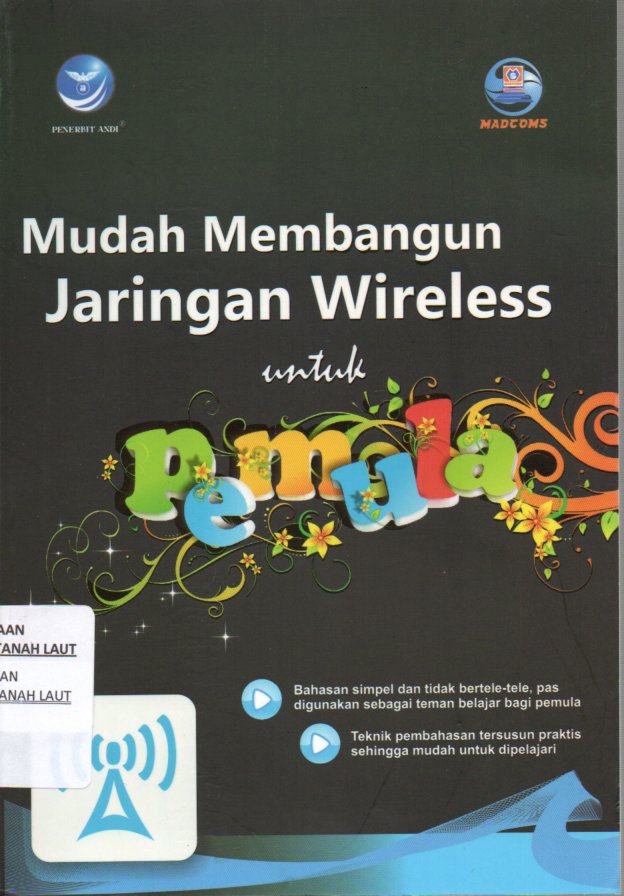 PENERBIT ANDI®
MADCOMS
Mudah Membangun
Jaringan Wireless
untuk
pemula
AAN
TANAH LAUT
AN
ANAH LAUT
Bahasan simpel dan tidak bertele-tele, pas
digunakan sebagai teman belajar bagi pemula
Teknik pembahasan tersusun praktis
sehingga mudah untuk dipelajari